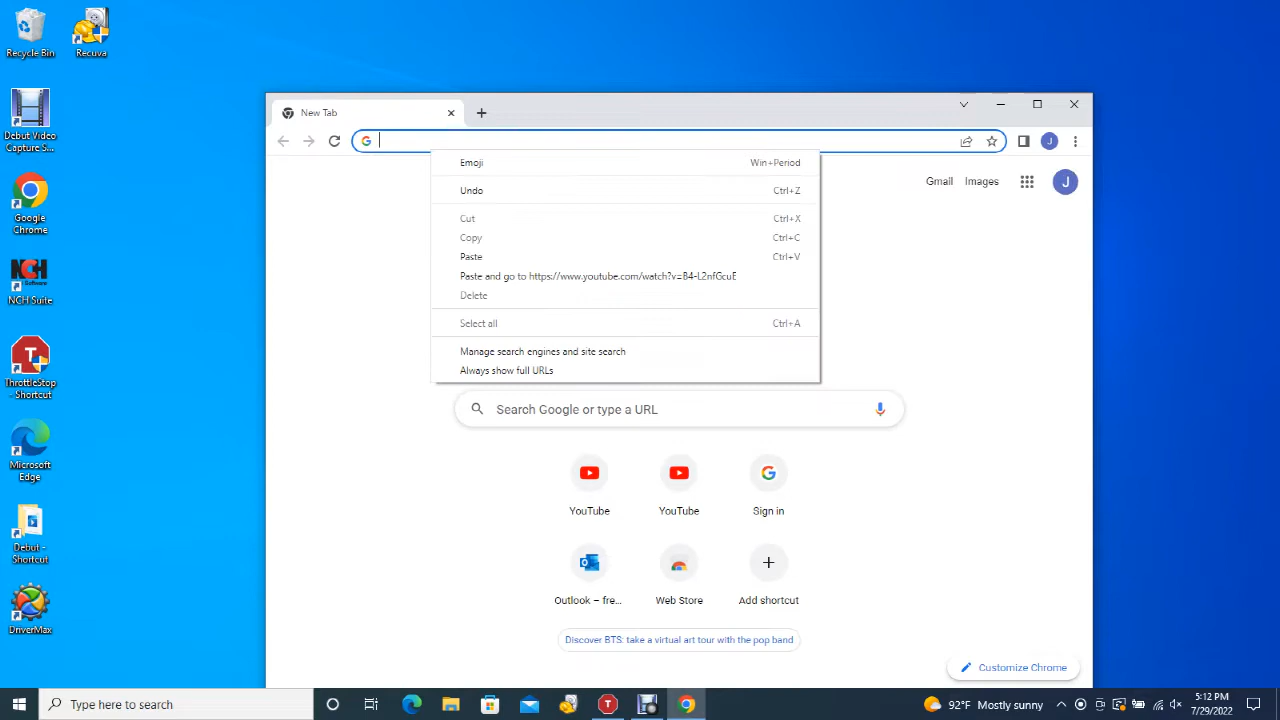 Recycle Bin
Recuva
Debut Video
Capture S...
Google
Chrome
NCH
Software
NCH Suite
T
ThrottleStop
- Shortcut
Microsoft
Edge
Debut -
Shortcut
DriverMax
New Tab
J
Gmail
Images
J
Emoji Win+Period
Undo Ctrl+Z
Cut Ctrl+X
Copy Ctrl+C
Paste Ctrl+V
Paste and go to https://www.youtube.com/watch?v=B4-L2nfGcuE
Delete
Select all Ctrl+A
Manage search engines and site search
Always show full URLs
Search Google or type a URL
YouTube
YouTube
Sign in
Outlook – fre...
Web Store
Add shortcut
Discover BTS: take a virtual art tour with the pop band
Customize Chrome
Type here to search
T
92°F Mostly sunny
5:12 PM
7/29/2022